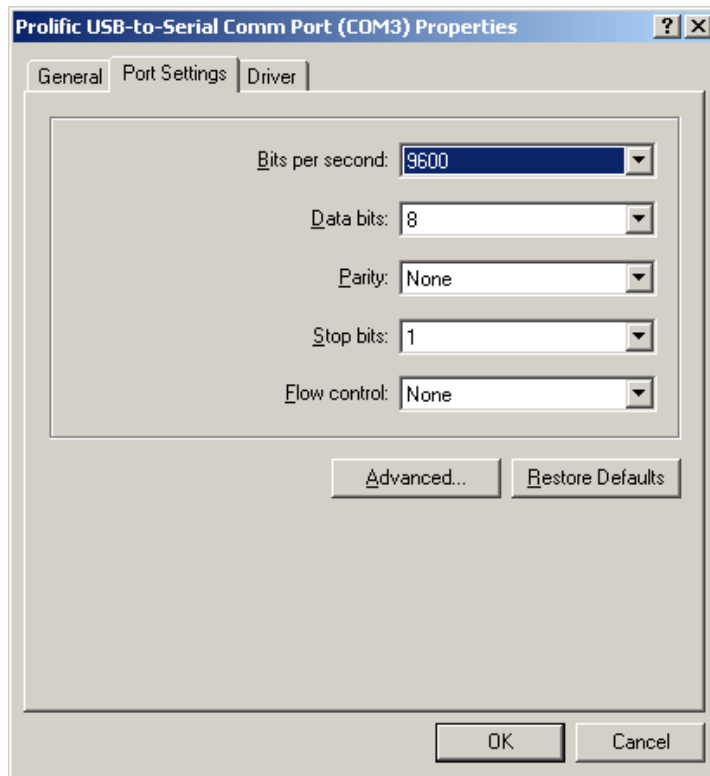 Prolific USB-to-Serial Comm Port (COM3) Properties ? X
General Port Settings Driver
Bits per second: 9600
Data bits: 8
Parity: None
Stop bits: 1
Flow control: None
Advanced... Restore Defaults
OK Cancel